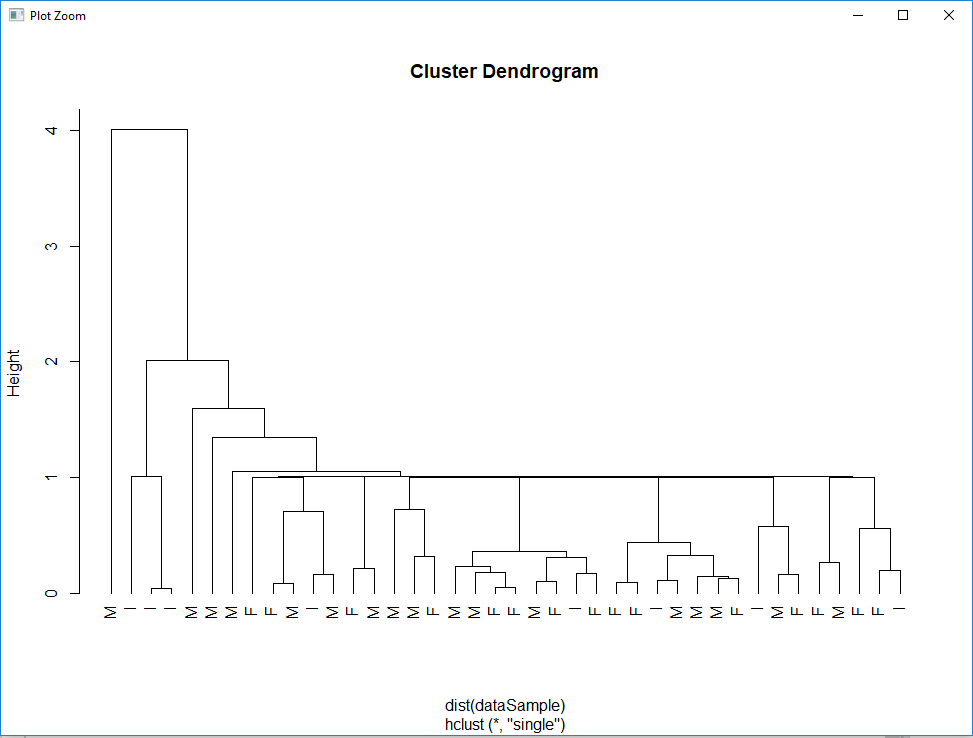 Plot Zoom
Cluster Dendrogram
Height
4
3
2
1
0
M I I I M M M F F M I M F M M M F M M F F M F I F F F I M M M F I M F F M F F I
dist(dataSample)
hclust (*, "single")